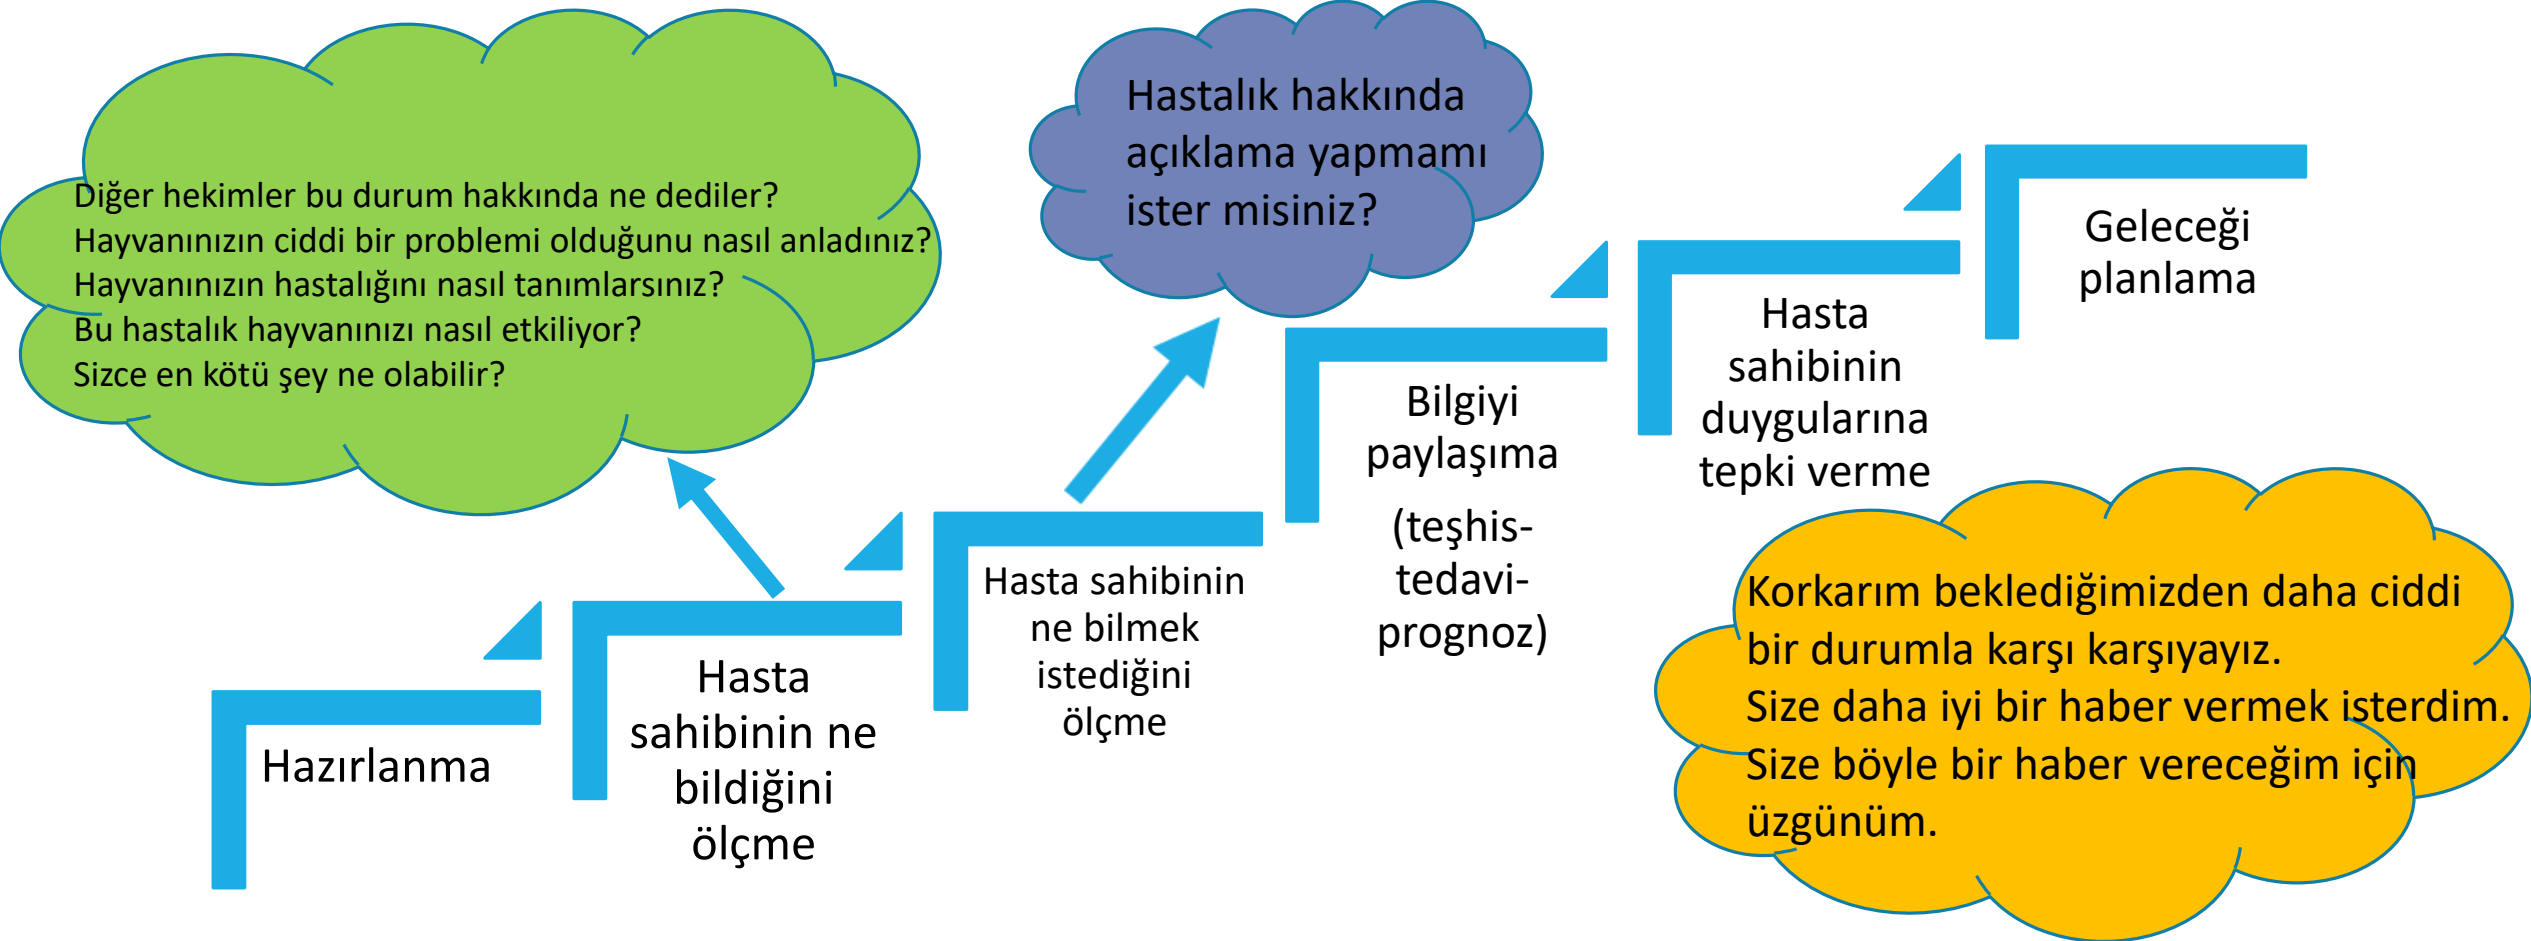 Diğer hekimler bu durum hakkında ne dediler?
Hayvanınızın ciddi bir problemi olduğunu nasıl anladınız?
Hayvanınızın hastalığını nasıl tanımlarsınız?
Bu hastalık hayvanınızı nasıl etkiliyor?
Sizce en kötü şey ne olabilir?
Hastalık hakkında
açıklama yapmamı
ister misiniz?
Hazırlanma
Hasta
sahibinin ne
bildiğini
ölçme
Hasta sahibinin
ne bilmek
istediğini
ölçme
Bilgiyi
paylaşıma
(teşhis-
tedavi-
prognoz)
Hasta
sahibinin
duygularına
tepki verme
Geleceği
planlama
Korkarım beklediğimizden daha ciddi
bir durumla karşı karşıyayız.
Size daha iyi bir haber vermek isterdim.
Size böyle bir haber vereceğim için
üzgünüm.